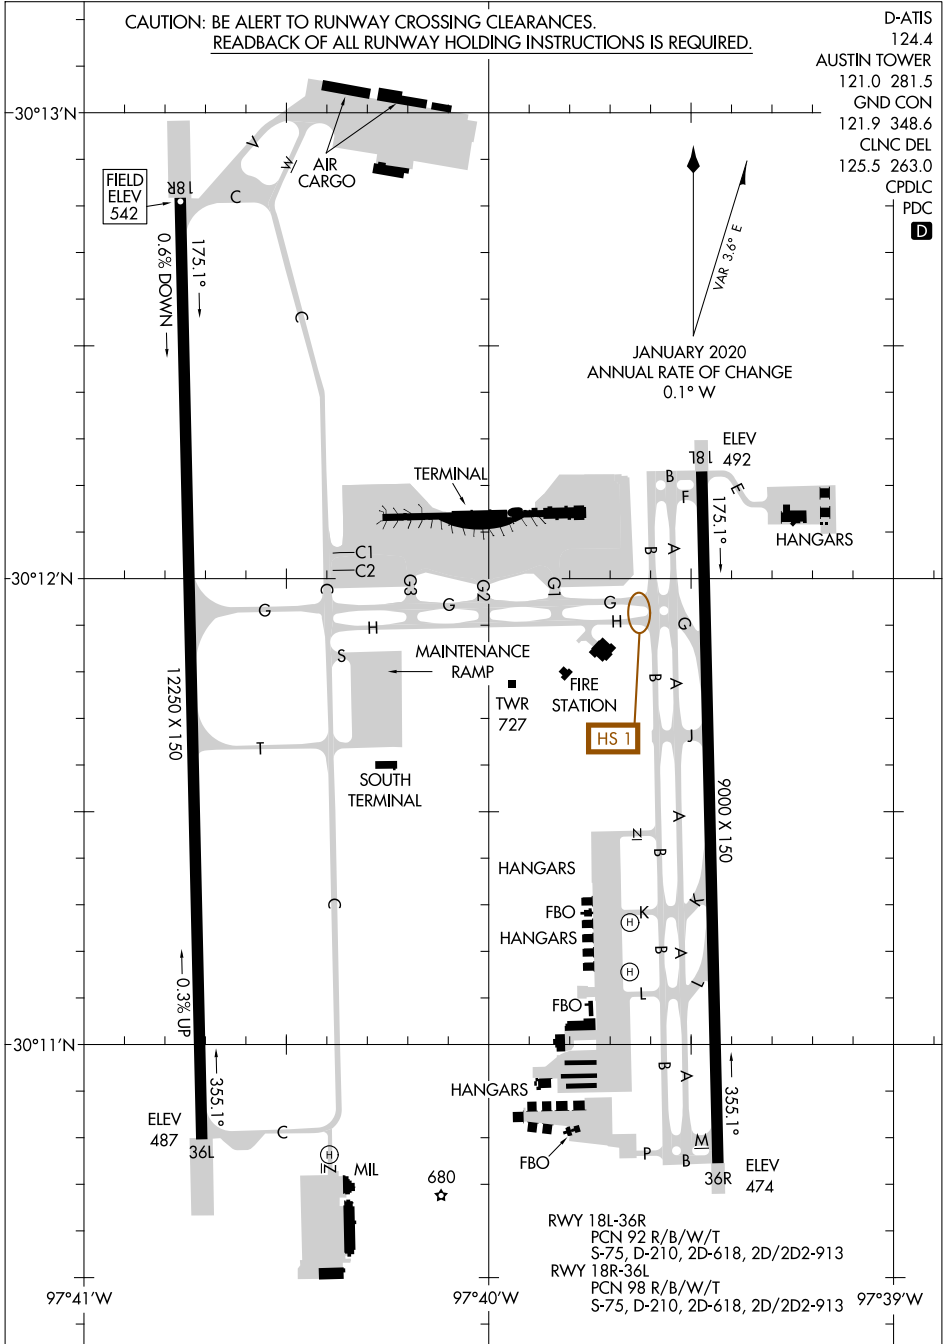 CAUTION: BE ALERT TO RUNWAY CROSSING CLEARANCES.
READBACK OF ALL RUNWAY HOLDING INSTRUCTIONS IS REQUIRED.
D-ATIS
124.4
AUSTIN TOWER
121.0 281.5
GND CON
121.9 348.6
CLNC DEL
125.5 263.0
CPDLC
PDC
D
30°13'N
V
W
AIR
CARGO
FIELD
ELEV
542
18R
C
175.1°
0.6% DOWN
VAR 3.6° E
C
JANUARY 2020
ANNUAL RATE OF CHANGE
0.1° W
ELEV
492
18L
TERMINAL
B
F
E
175.1°
HANGARS
B
A
C1
C2
30°12'N
C
G3
G2
G1
G
G
G
H
H
G
S
MAINTENANCE
RAMP
FIRE
STATION
TWR
727
B
A
12250 X 150
HS 1
J
T
SOUTH
TERMINAL
9000 X 150
A
N
B
HANGARS
C
FBO
K
K
H
HANGARS
B
A
H
L
L
FBO
0.3% UP
30°11'N
B
A
355.1°
355.1°
HANGARS
ELEV
487
36L
C
M
H
Z
MIL
FBO
P
B
36R
ELEV
474
680
RWY 18L-36R
PCN 92 R/B/W/T
S-75, D-210, 2D-618, 2D/2D2-913
RWY 18R-36L
PCN 98 R/B/W/T
S-75, D-210, 2D-618, 2D/2D2-913
97°41'W
97°40'W
97°39'W